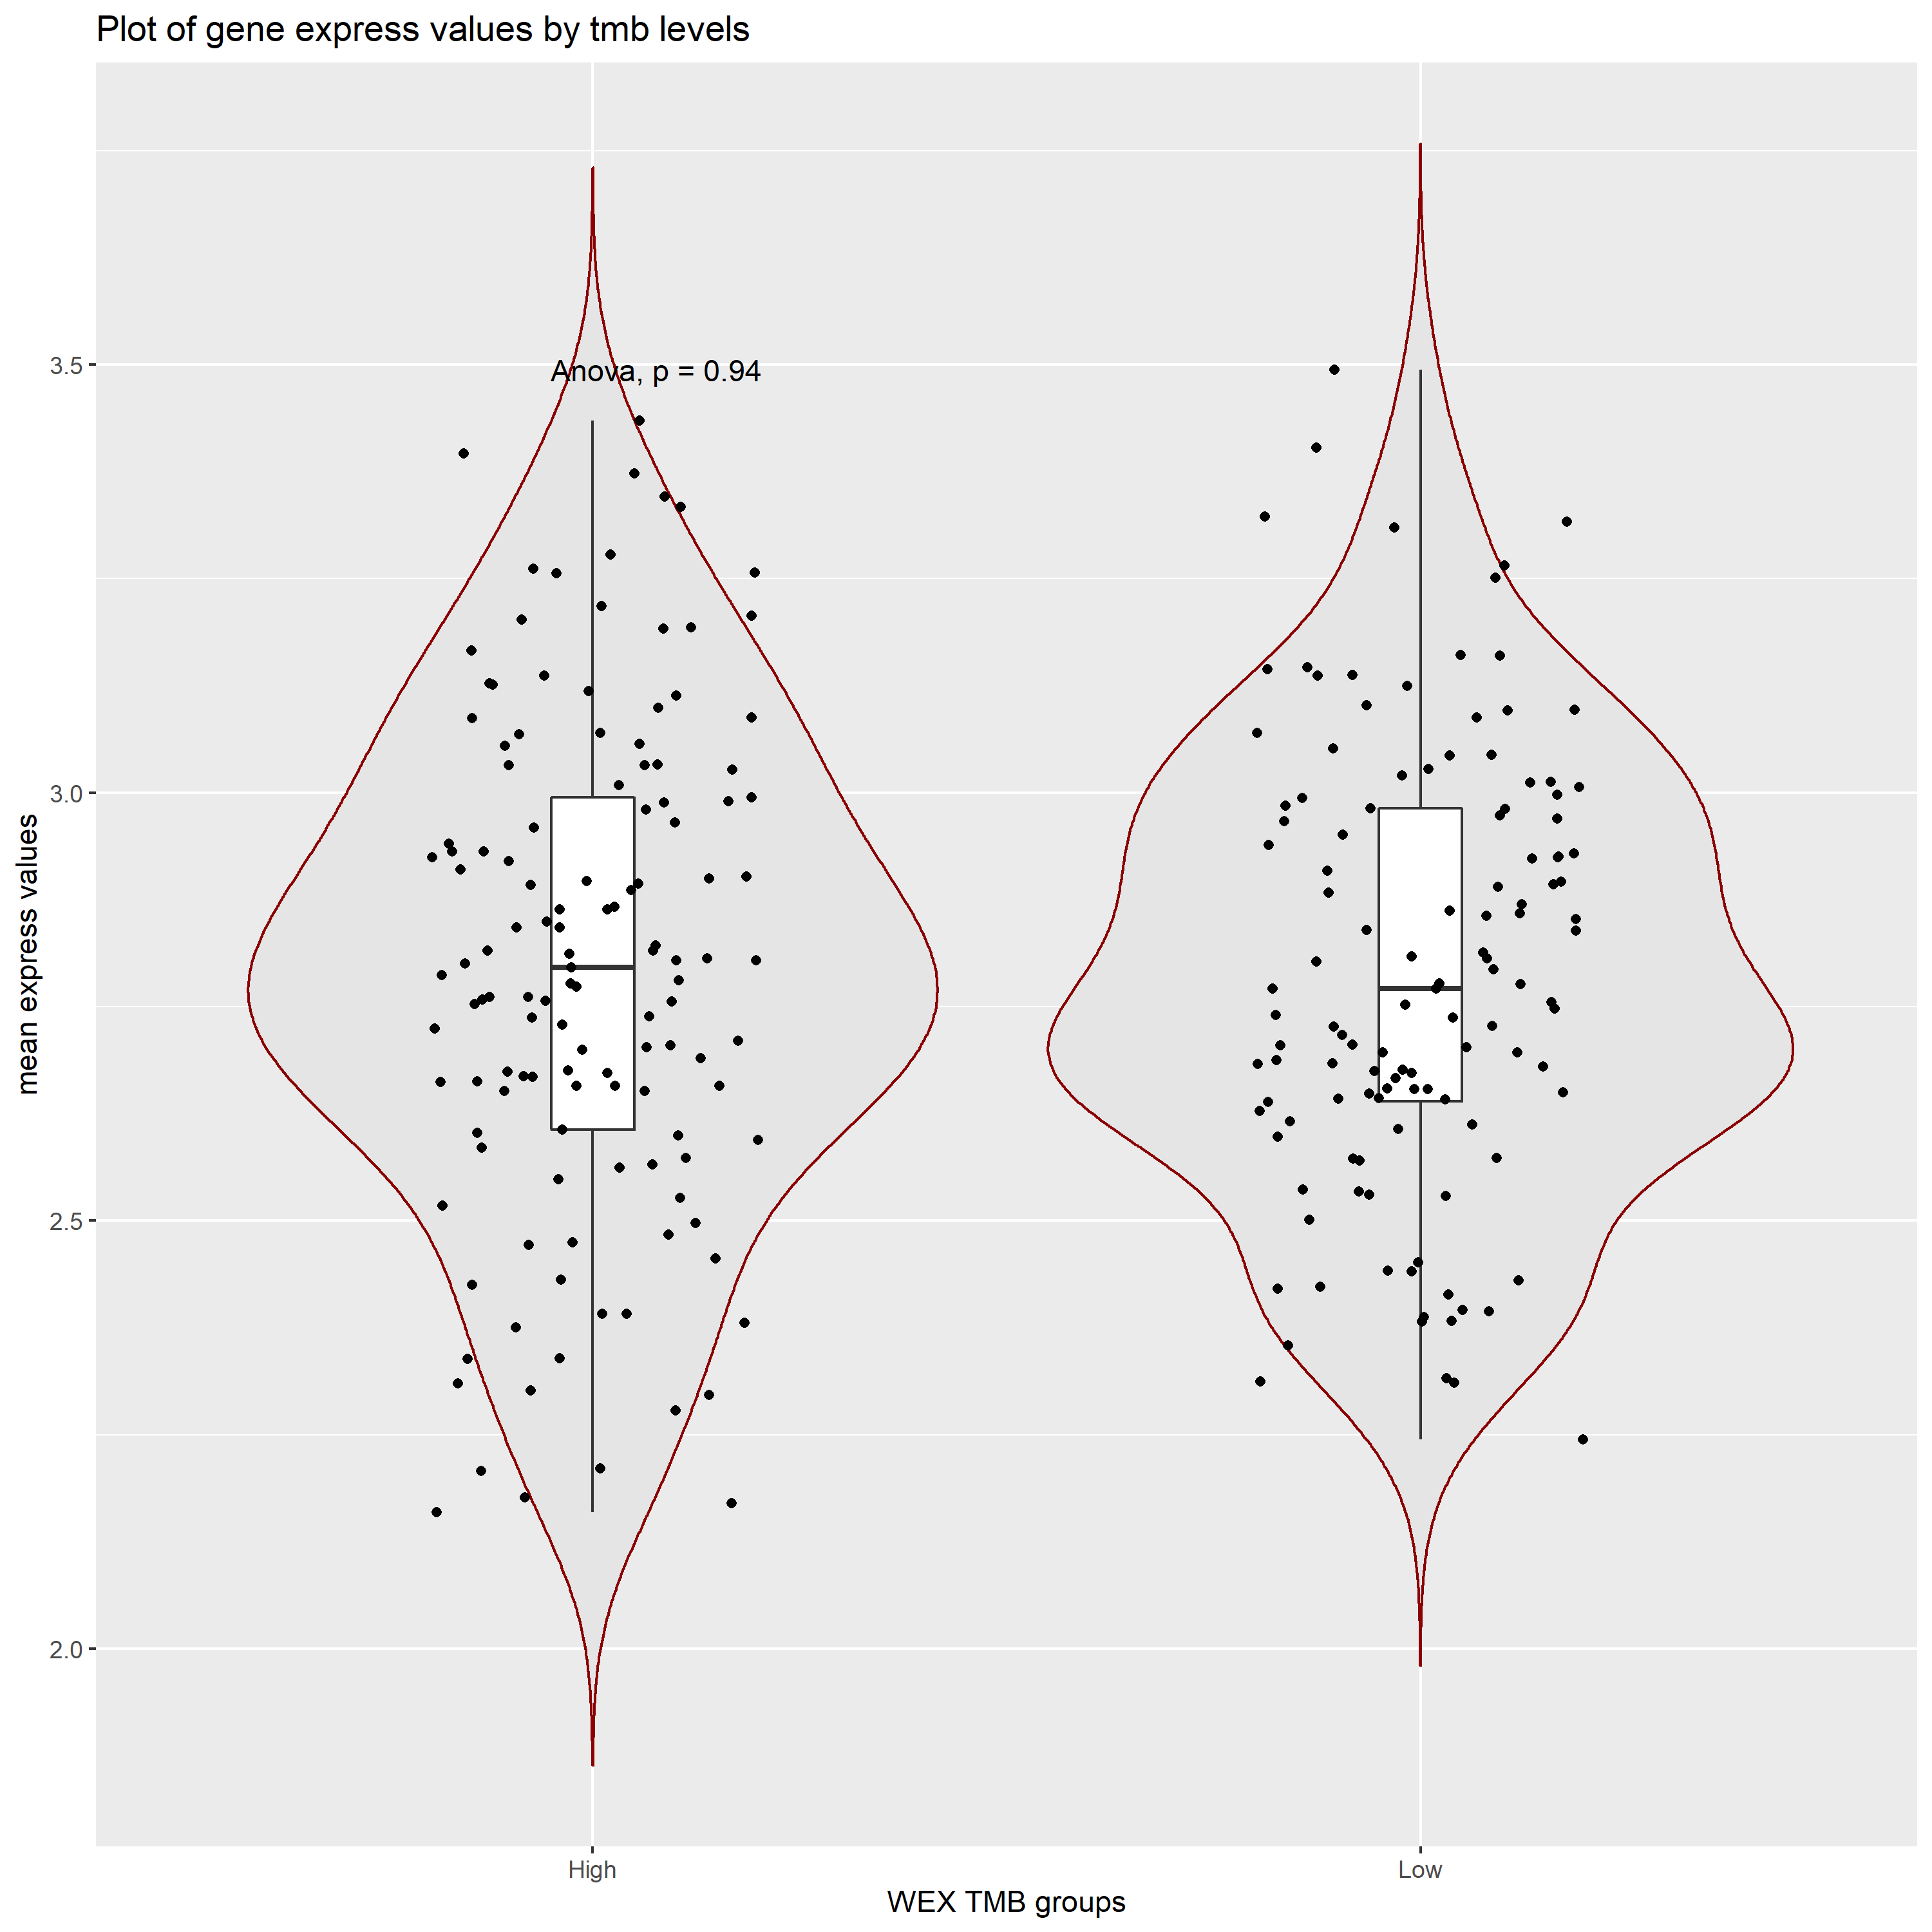 Plot of gene express values by tmb levels
Anova, p = 0.94
3.5
3.0
2.5
2.0
mean express values
High
Low
WEX TMB groups